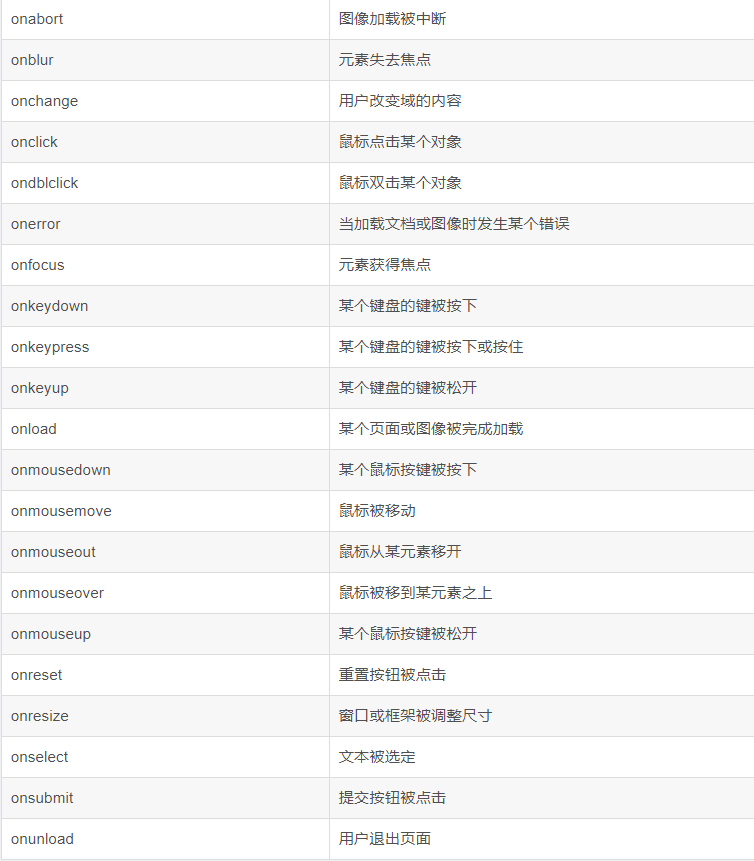 onabort 图像加载被中断
onblur 元素失去焦点
onchange 用户改变域的内容
onclick 鼠标点击某个对象
ondblclick 鼠标双击某个对象
onerror 当加载文档或图像时发生某个错误
onfocus 元素获得焦点
onkeydown 某个键盘的键被按下
onkeypress 某个键盘的键被按下或按住
onkeyup 某个键盘的键被松开
onload 某个页面或图像被完成加载
onmousedown 某个鼠标按键被按下
onmousemove 鼠标被移动
onmouseout 鼠标从某元素移开
onmouseover 鼠标被移到某元素之上
onmouseup 某个鼠标按键被松开
onreset 重置按钮被点击
onresize 窗口或框架被调整尺寸
onselect 文本被选定
onsubmit 提交按钮被点击
onunload 用户退出页面